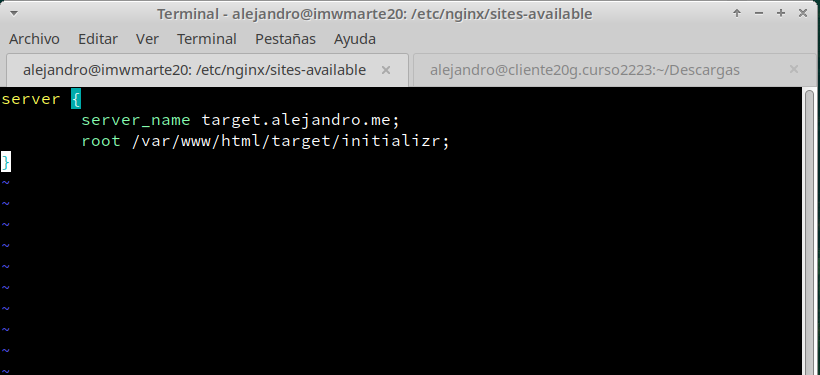 Terminal - alejandro@imwmarte20: /etc/nginx/sites-available
Archivo Editar Ver Terminal Pestañas Ayuda
alejandro@imwmarte20: /etc/nginx/sites-available × alejandro@cliente20g.curso2223:~/Descargas ×
server {
        server_name target.alejandro.me;
        root /var/www/html/target/initializr;
}
~
~
~
~
~
~
~
~
~
~